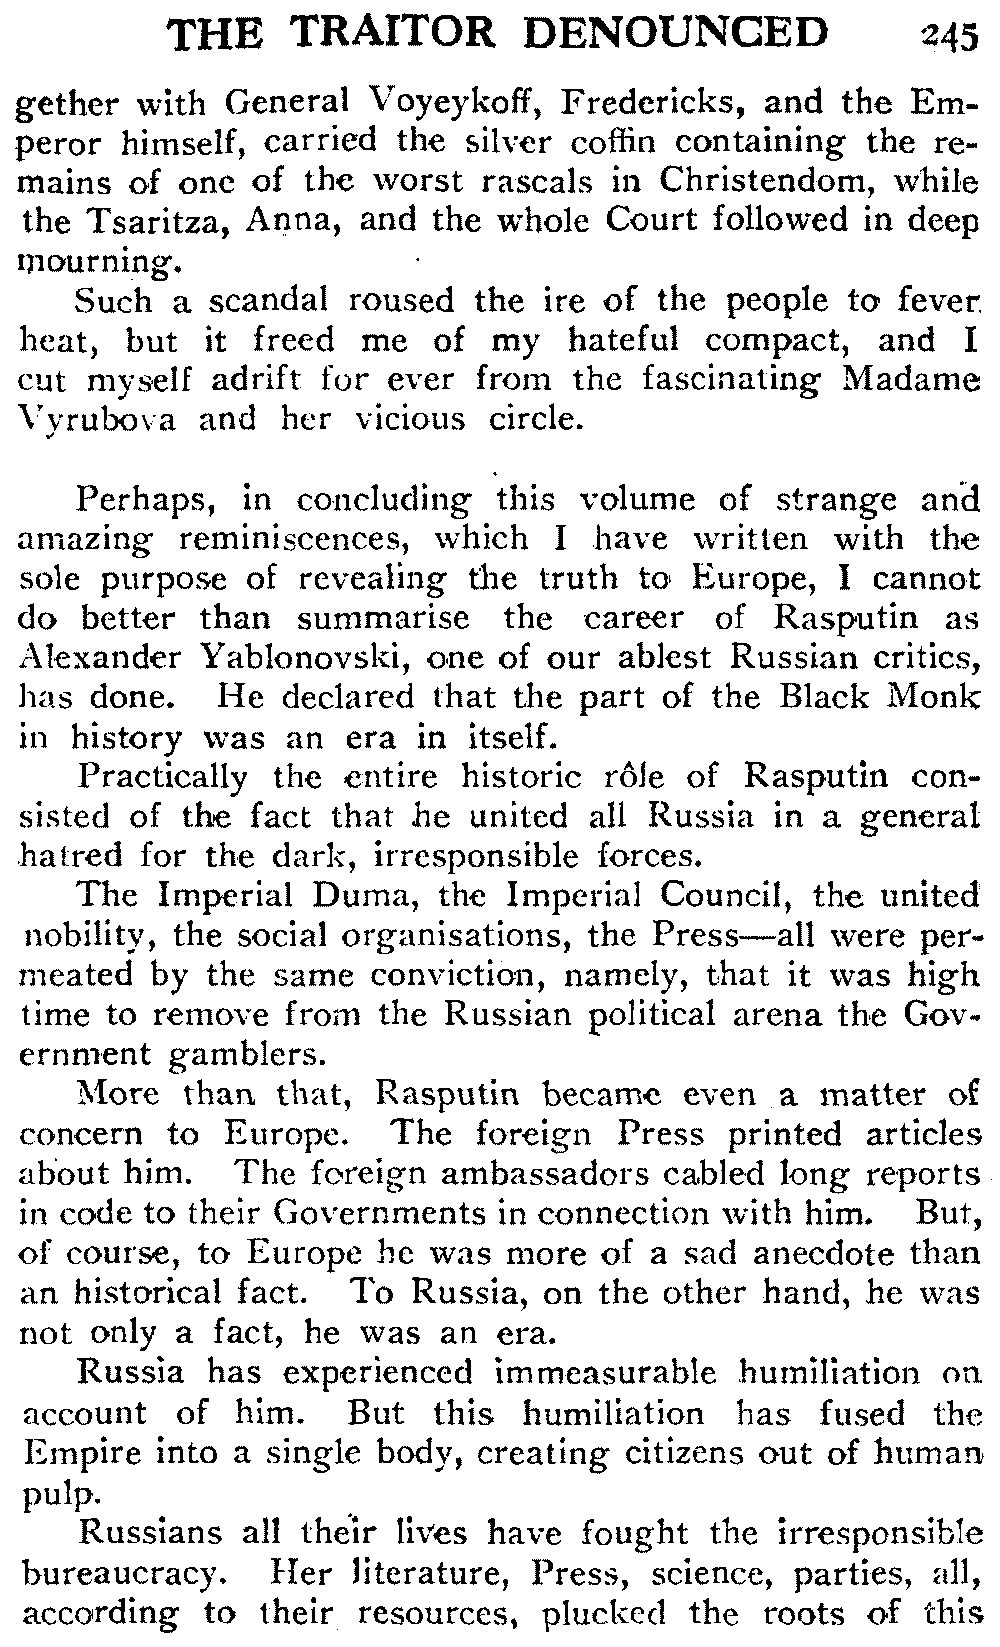 THE TRAITOR DENOUNCED 245
gether with General Voyeykoff, Fredericks, and the Em-
peror himself, carried the silver coffin containing the re-
mains of one of the worst rascals in Christendom, while
the Tsaritza, Anna, and the whole Court followed in deep
mourning.
Such a scandal roused the ire of the people to fever
heat, but it freed me of my hateful compact, and I
cut myself adrift for ever from the fascinating Madame
Vyrubova and her vicious circle.
Perhaps, in concluding this volume of strange and
amazing reminiscences, which I have written with the
sole purpose of revealing the truth to Europe, I cannot
do better than summarise the career of Rasputin as
Alexander Yablonovski, one of our ablest Russian critics,
has done. He declared that the part of the Black Monk
in history was an era in itself.
Practically the entire historic rôle of Rasputin con-
sisted of the fact that he united all Russia in a general
hatred for the dark, irresponsible forces.
The Imperial Duma, the Imperial Council, the united
nobility, the social organisations, the Press—all were per-
meated by the same conviction, namely, that it was high
time to remove from the Russian political arena the Gov-
ernment gamblers.
More than that, Rasputin became even a matter of
concern to Europe. The foreign Press printed articles
about him. The foreign ambassadors cabled long reports
in code to their Governments in connection with him. But,
of course, to Europe he was more of a sad anecdote than
an historical fact. To Russia, on the other hand, he was
not only a fact, he was an era.
Russia has experienced immeasurable humiliation on
account of him. But this humiliation has fused the
Empire into a single body, creating citizens out of human
pulp.
Russians all their lives have fought the irresponsible
bureaucracy. Her literature, Press, science, parties, all,
according to their resources, plucked the roots of this